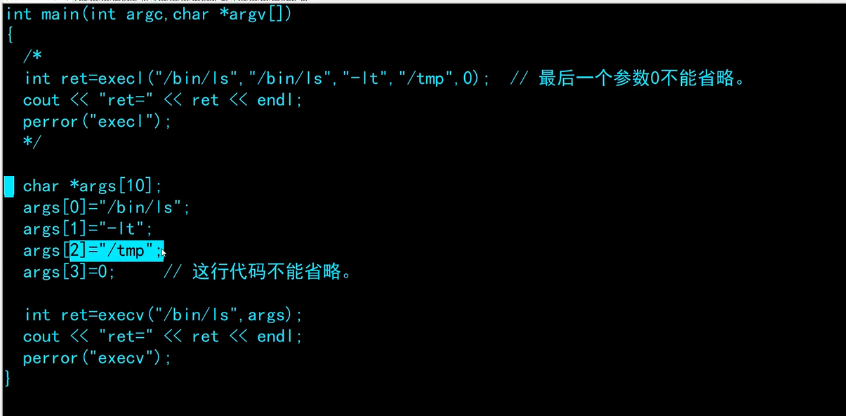 int main(int argc,char *argv[])
{
  /*
  int ret=execl("/bin/ls","/bin/ls","-lt","/tmp",0);  // 最后一个参数0不能省略。
  cout << "ret=" << ret << endl;
  perror("execl");
  */
  char *args[10];
  args[0]="/bin/ls";
  args[1]="-lt";
  args[2]="/tmp";
  args[3]=0;     // 这行代码不能省略。
  int ret=execv("/bin/ls",args);
  cout << "ret=" << ret << endl;
  perror("execv");
}